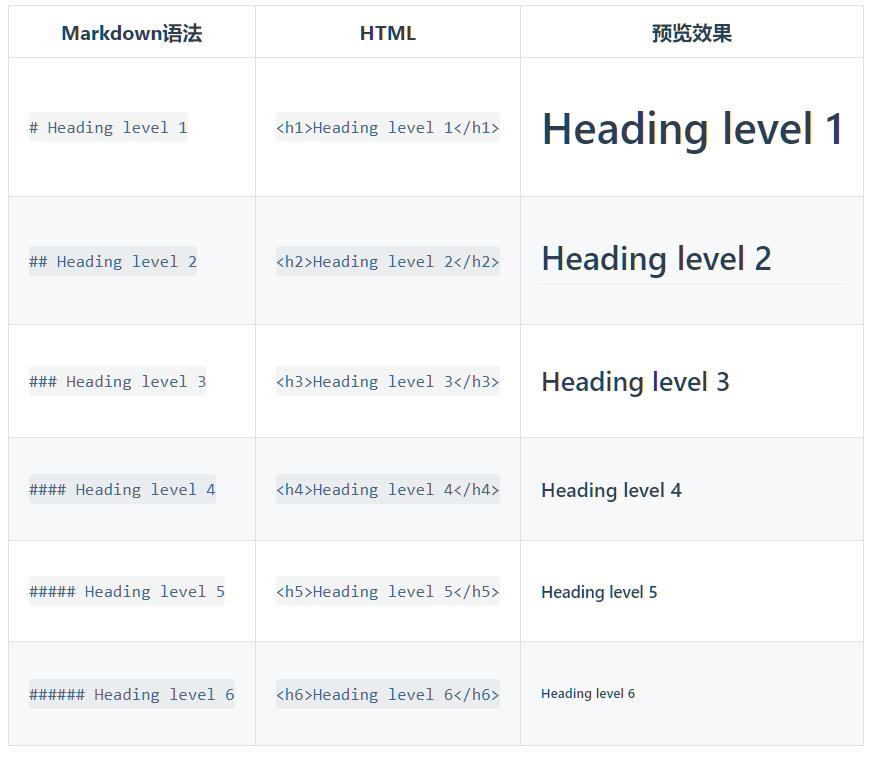 Markdown语法 HTML 预览效果
# Heading level 1 <h1>Heading level 1</h1> Heading level 1
## Heading level 2 <h2>Heading level 2</h2> Heading level 2
### Heading level 3 <h3>Heading level 3</h3> Heading level 3
#### Heading level 4 <h4>Heading level 4</h4> Heading level 4
##### Heading level 5 <h5>Heading level 5</h5> Heading level 5
###### Heading level 6 <h6>Heading level 6</h6> Heading level 6